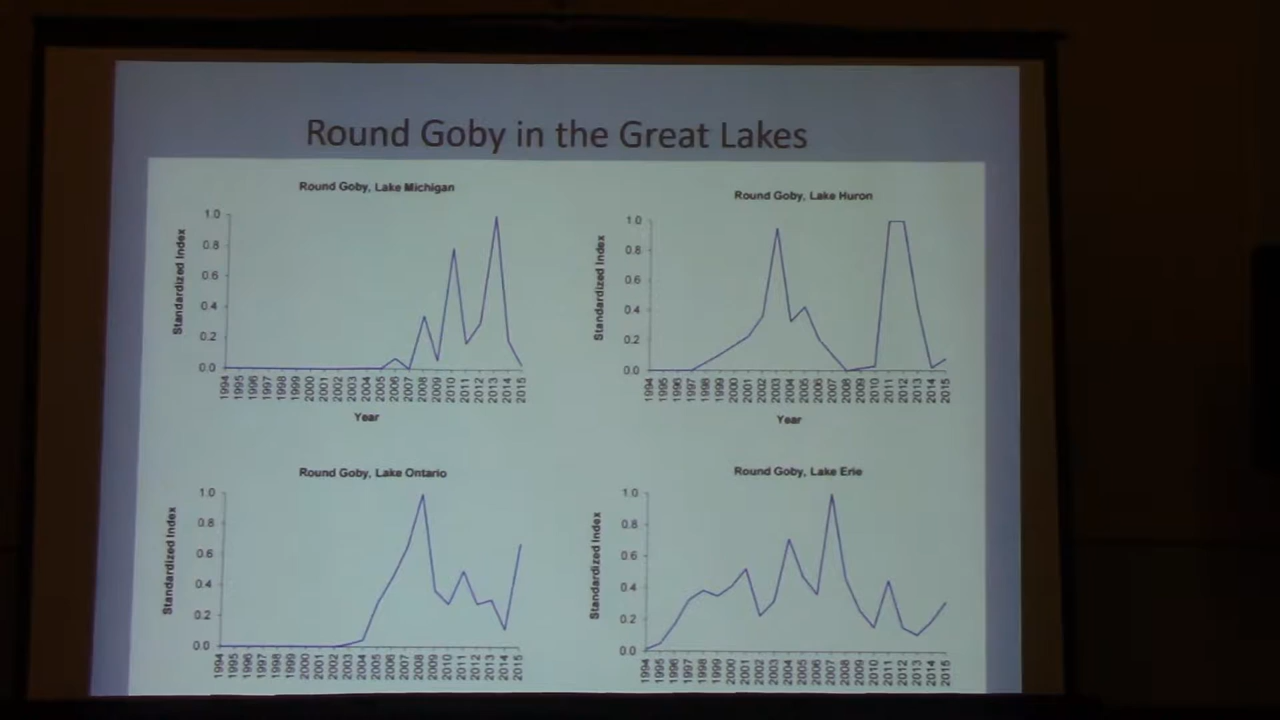 Round Goby in the Great Lakes
Round Goby, Lake Michigan
Standardized Index
1.0
0.8
0.6
0.4
0.2
0.0
1994 1995 1996 1997 1998 1999 2000 2001 2002 2003 2004 2005 2006 2007 2008 2009 2010 2011 2012 2013 2014 2015
Year
Round Goby, Lake Huron
Standardized Index
1.0
0.8
0.6
0.4
0.2
0.0
1994 1995 1996 1997 1998 1999 2000 2001 2002 2003 2004 2005 2006 2007 2008 2009 2010 2011 2012 2013 2014 2015
Year
Round Goby, Lake Ontario
Standardized Index
1.0
0.8
0.6
0.4
0.2
0.0
1994 1995 1996 1997 1998 1999 2000 2001 2002 2003 2004 2005 2006 2007 2008 2009 2010 2011 2012 2013 2014 2015
Round Goby, Lake Erie
Standardized Index
1.0
0.8
0.6
0.4
0.2
0.0
1994 1995 1996 1997 1998 1999 2000 2001 2002 2003 2004 2005 2006 2007 2008 2009 2010 2011 2012 2013 2014 2015